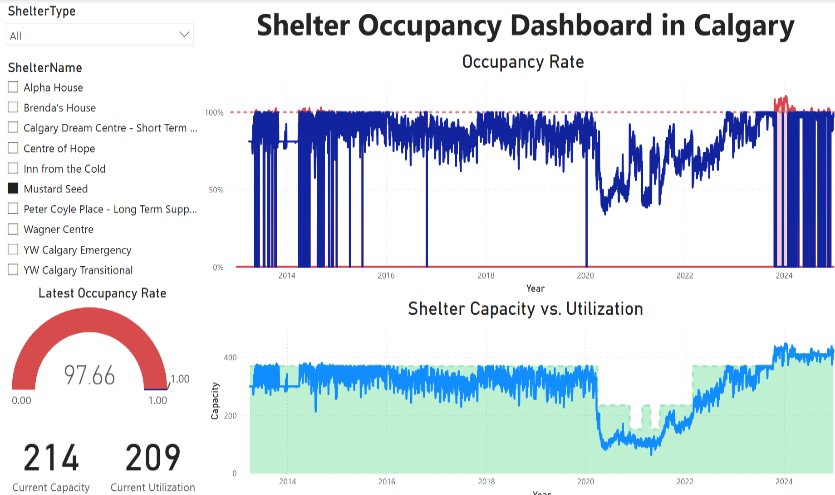 ShelterType
All
ShelterName
Alpha House
Brenda's House
Calgary Dream Centre - Short Term ...
Centre of Hope
Inn from the Cold
Mustard Seed
Peter Coyle Place - Long Term Supp...
Wagner Centre
YW Calgary Emergency
YW Calgary Transitional
Latest Occupancy Rate
97.66
1.00
0.00
1.00
214
209
Current Capacity
Current Utilization
Shelter Occupancy Dashboard in Calgary
Occupancy Rate
100%
50%
0%
2014 2016 2018 2020 2022 2024
Year
Shelter Capacity vs. Utilization
Capacity
400
200
0
2014 2016 2018 2020 2022 2024
Year